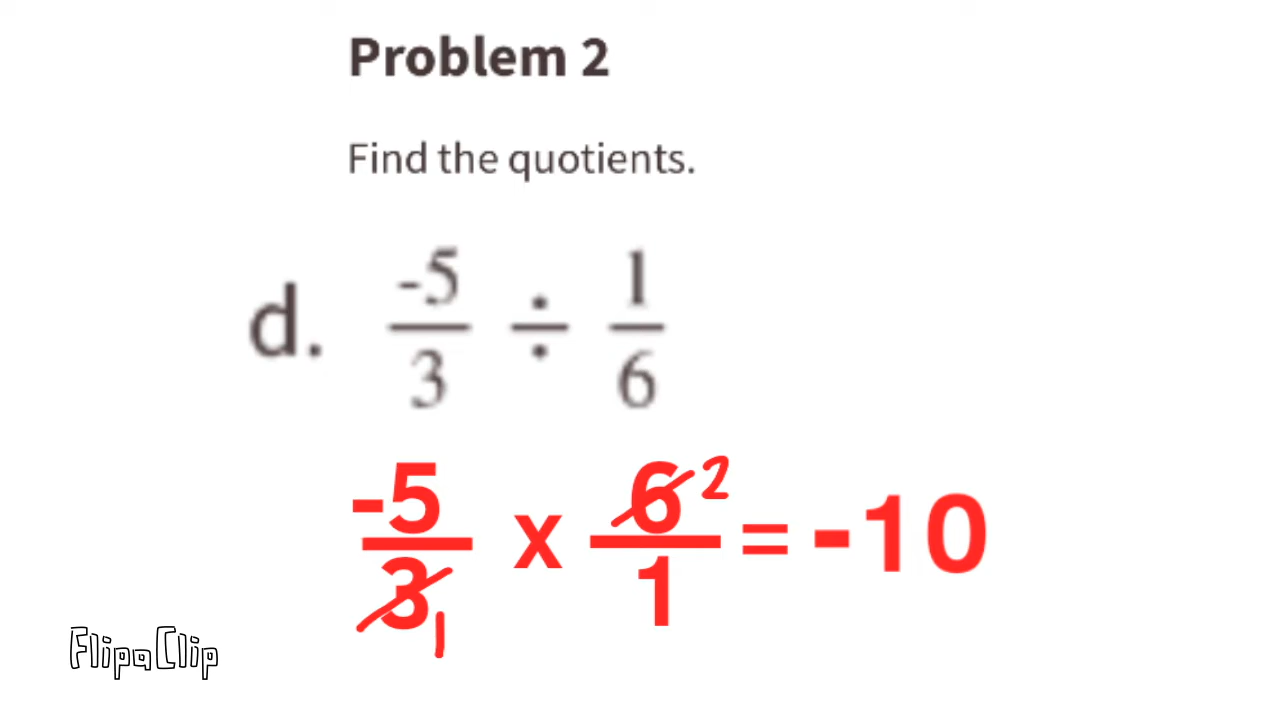 Problem 2
Find the quotients.
d. -5/3 ÷ 1/6
-5/3 x 6/1 = -10
2
1
FlipaClip